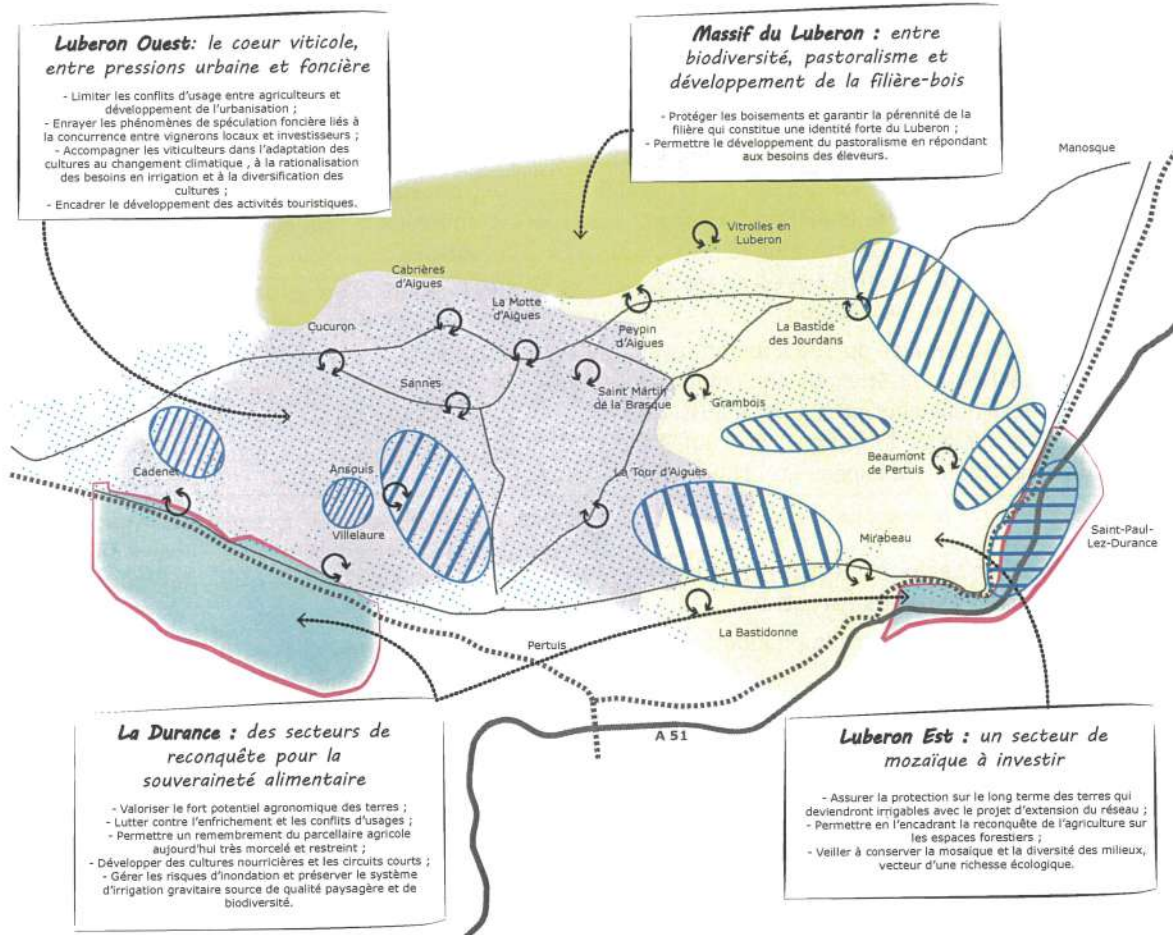 Luberon Ouest: le coeur viticole,
entre pressions urbaine et foncière
- Limiter les conflits d'usage entre agriculteurs et
développement de l'urbanisation ;
- Enrayer les phénomènes de spéculation foncière liés à
la concurrence entre vignerons locaux et investisseurs ;
- Accompagner les viticulteurs dans l'adaptation des
cultures au changement climatique , à la rationalisation
des besoins en irrigation et à la diversification des
cultures ;
- Encadrer le développement des activités touristiques.
Massif du Luberon : entre
biodiversité, pastoralisme et
développement de la filière-bois
- Protéger les boisements et garantir la pérennité de la
filière qui constitue une identité forte du Luberon ;
- Permettre le développement du pastoralisme en répondant
aux besoins des éleveurs.
Manosque
Vitrolles en
Luberon
Cabrières
d'Aigues
La Motte
d'Aigues
Cucuron
Peypin
d'Aigues
La Bastide
des Jourdans
Sannes
Saint Martin
de la Brasque
Grambois
Cadenet
Ansouis
La Tour d'Aigues
Beaumont
de Pertuis
Villelaure
Mirabeau
Saint-Paul-
Lez-Durance
La Bastidonne
Pertuis
A 51
La Durance : des secteurs de
reconquête pour la
souveraineté alimentaire
- Valoriser le fort potentiel agronomique des terres ;
- Lutter contre l'enfrichement et les conflits d'usages ;
- Permettre un remembrement du parcellaire agricole
aujourd'hui très morcelé et restreint ;
- Développer des cultures nourricières et les circuits courts ;
- Gérer les risques d'inondation et préserver le système
d'irrigation gravitaire source de qualité paysagère et de
biodiversité.
Luberon Est : un secteur de
mozaïque à investir
- Assurer la protection sur le long terme des terres qui
deviendront irrigables avec le projet d'extension du réseau ;
- Permettre en l'encadrant la reconquête de l'agriculture sur
les espaces forestiers ;
- Veiller à conserver la mosaïque et la diversité des milieux,
vecteur d'une richesse écologique.